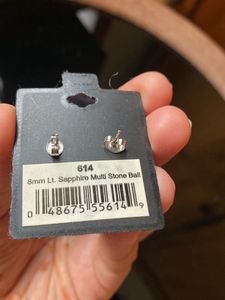 614
8mm Lt. Sapphire Multi Stone Ball
0 48675 55614 9